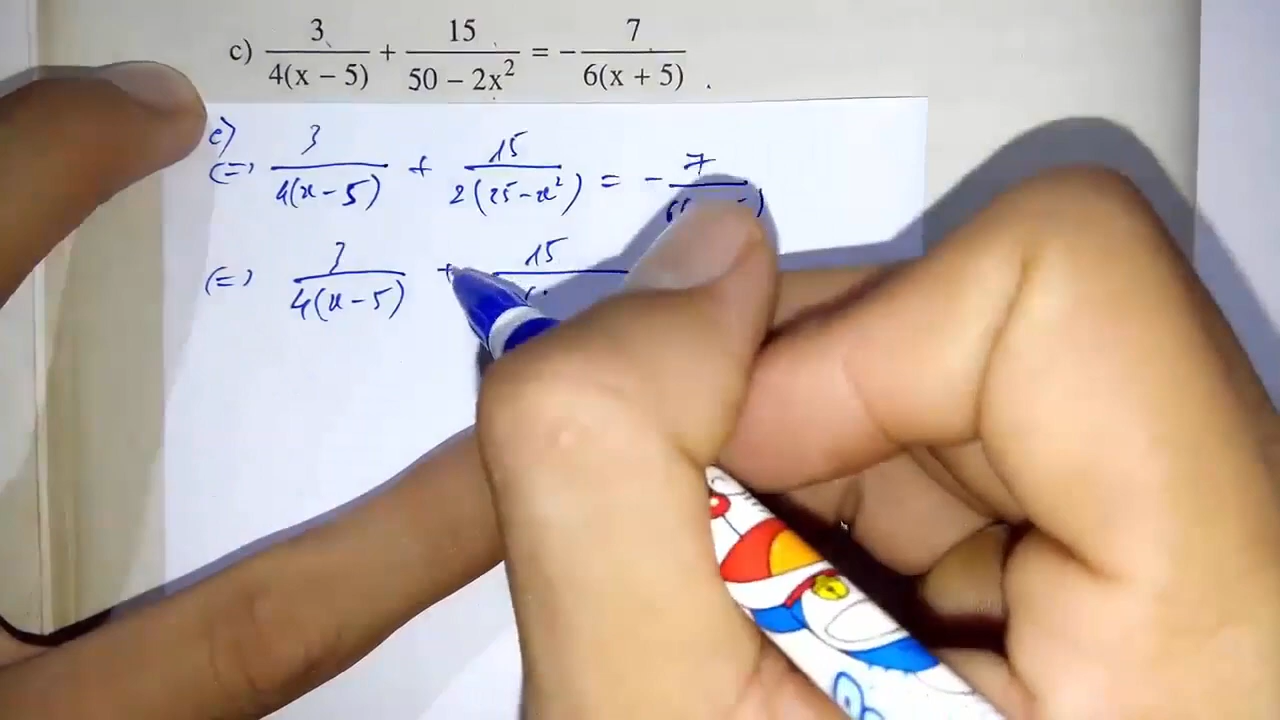 c) 3/(4(x − 5)) + 15/(50 − 2x²) = − 7/(6(x + 5)) .
c)
(=) 3/(4(x − 5)) + 15/(2(25 − x²)) = − 7/
(=) 3/(4(x − 5)) + 15/